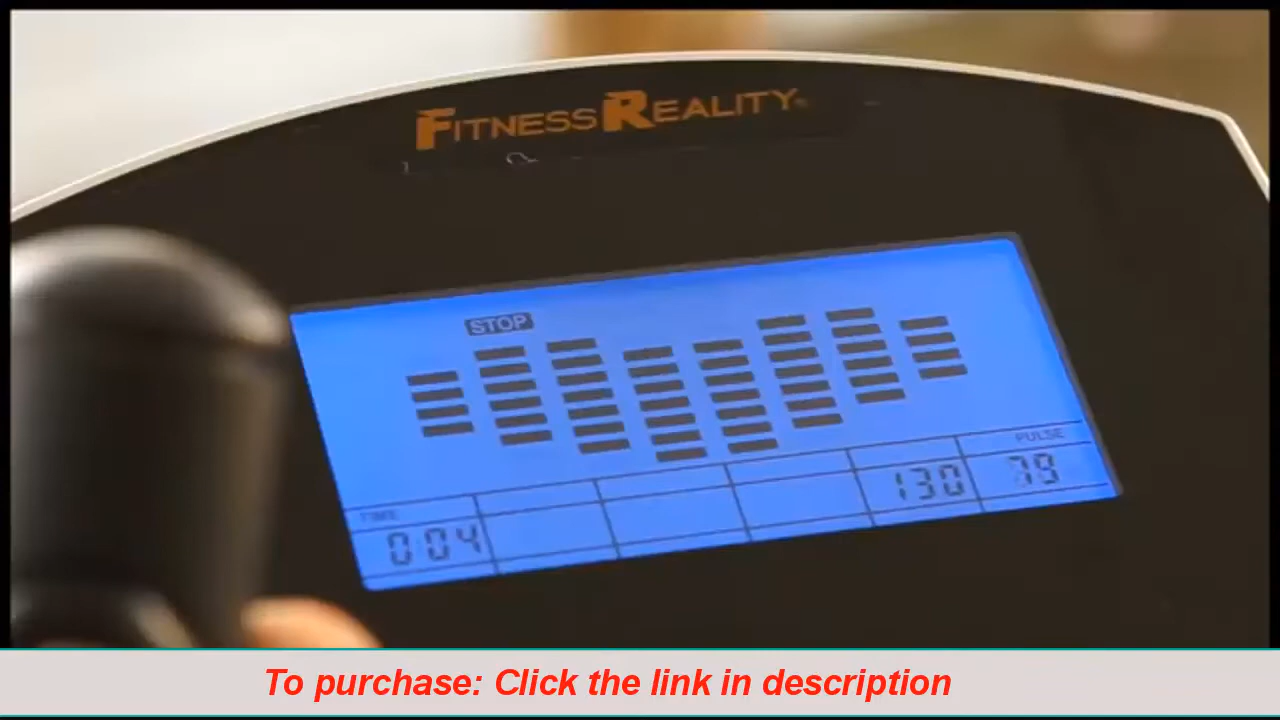 FITNESS REALITY
STOP
TIME
PULSE
004
130
79
To purchase: Click the link in description